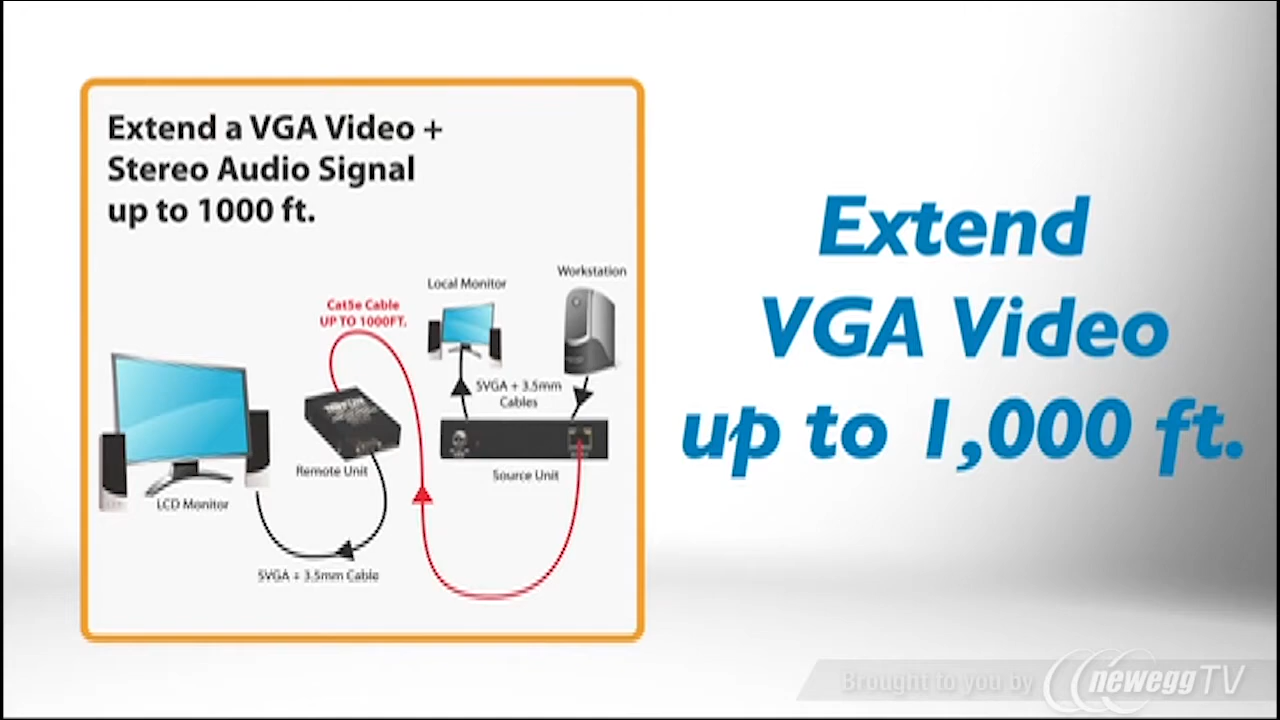 Extend a VGA Video +
Stereo Audio Signal
up to 1000 ft.
Workstation
Local Monitor
Cat5e Cable
UP TO 1000FT.
SVGA + 3.5mm
Cables
Remote Unit
Source Unit
LCD Monitor
SVGA + 3.5mm Cable
Extend
VGA Video
up to 1,000 ft.
Brought to you by newegg TV